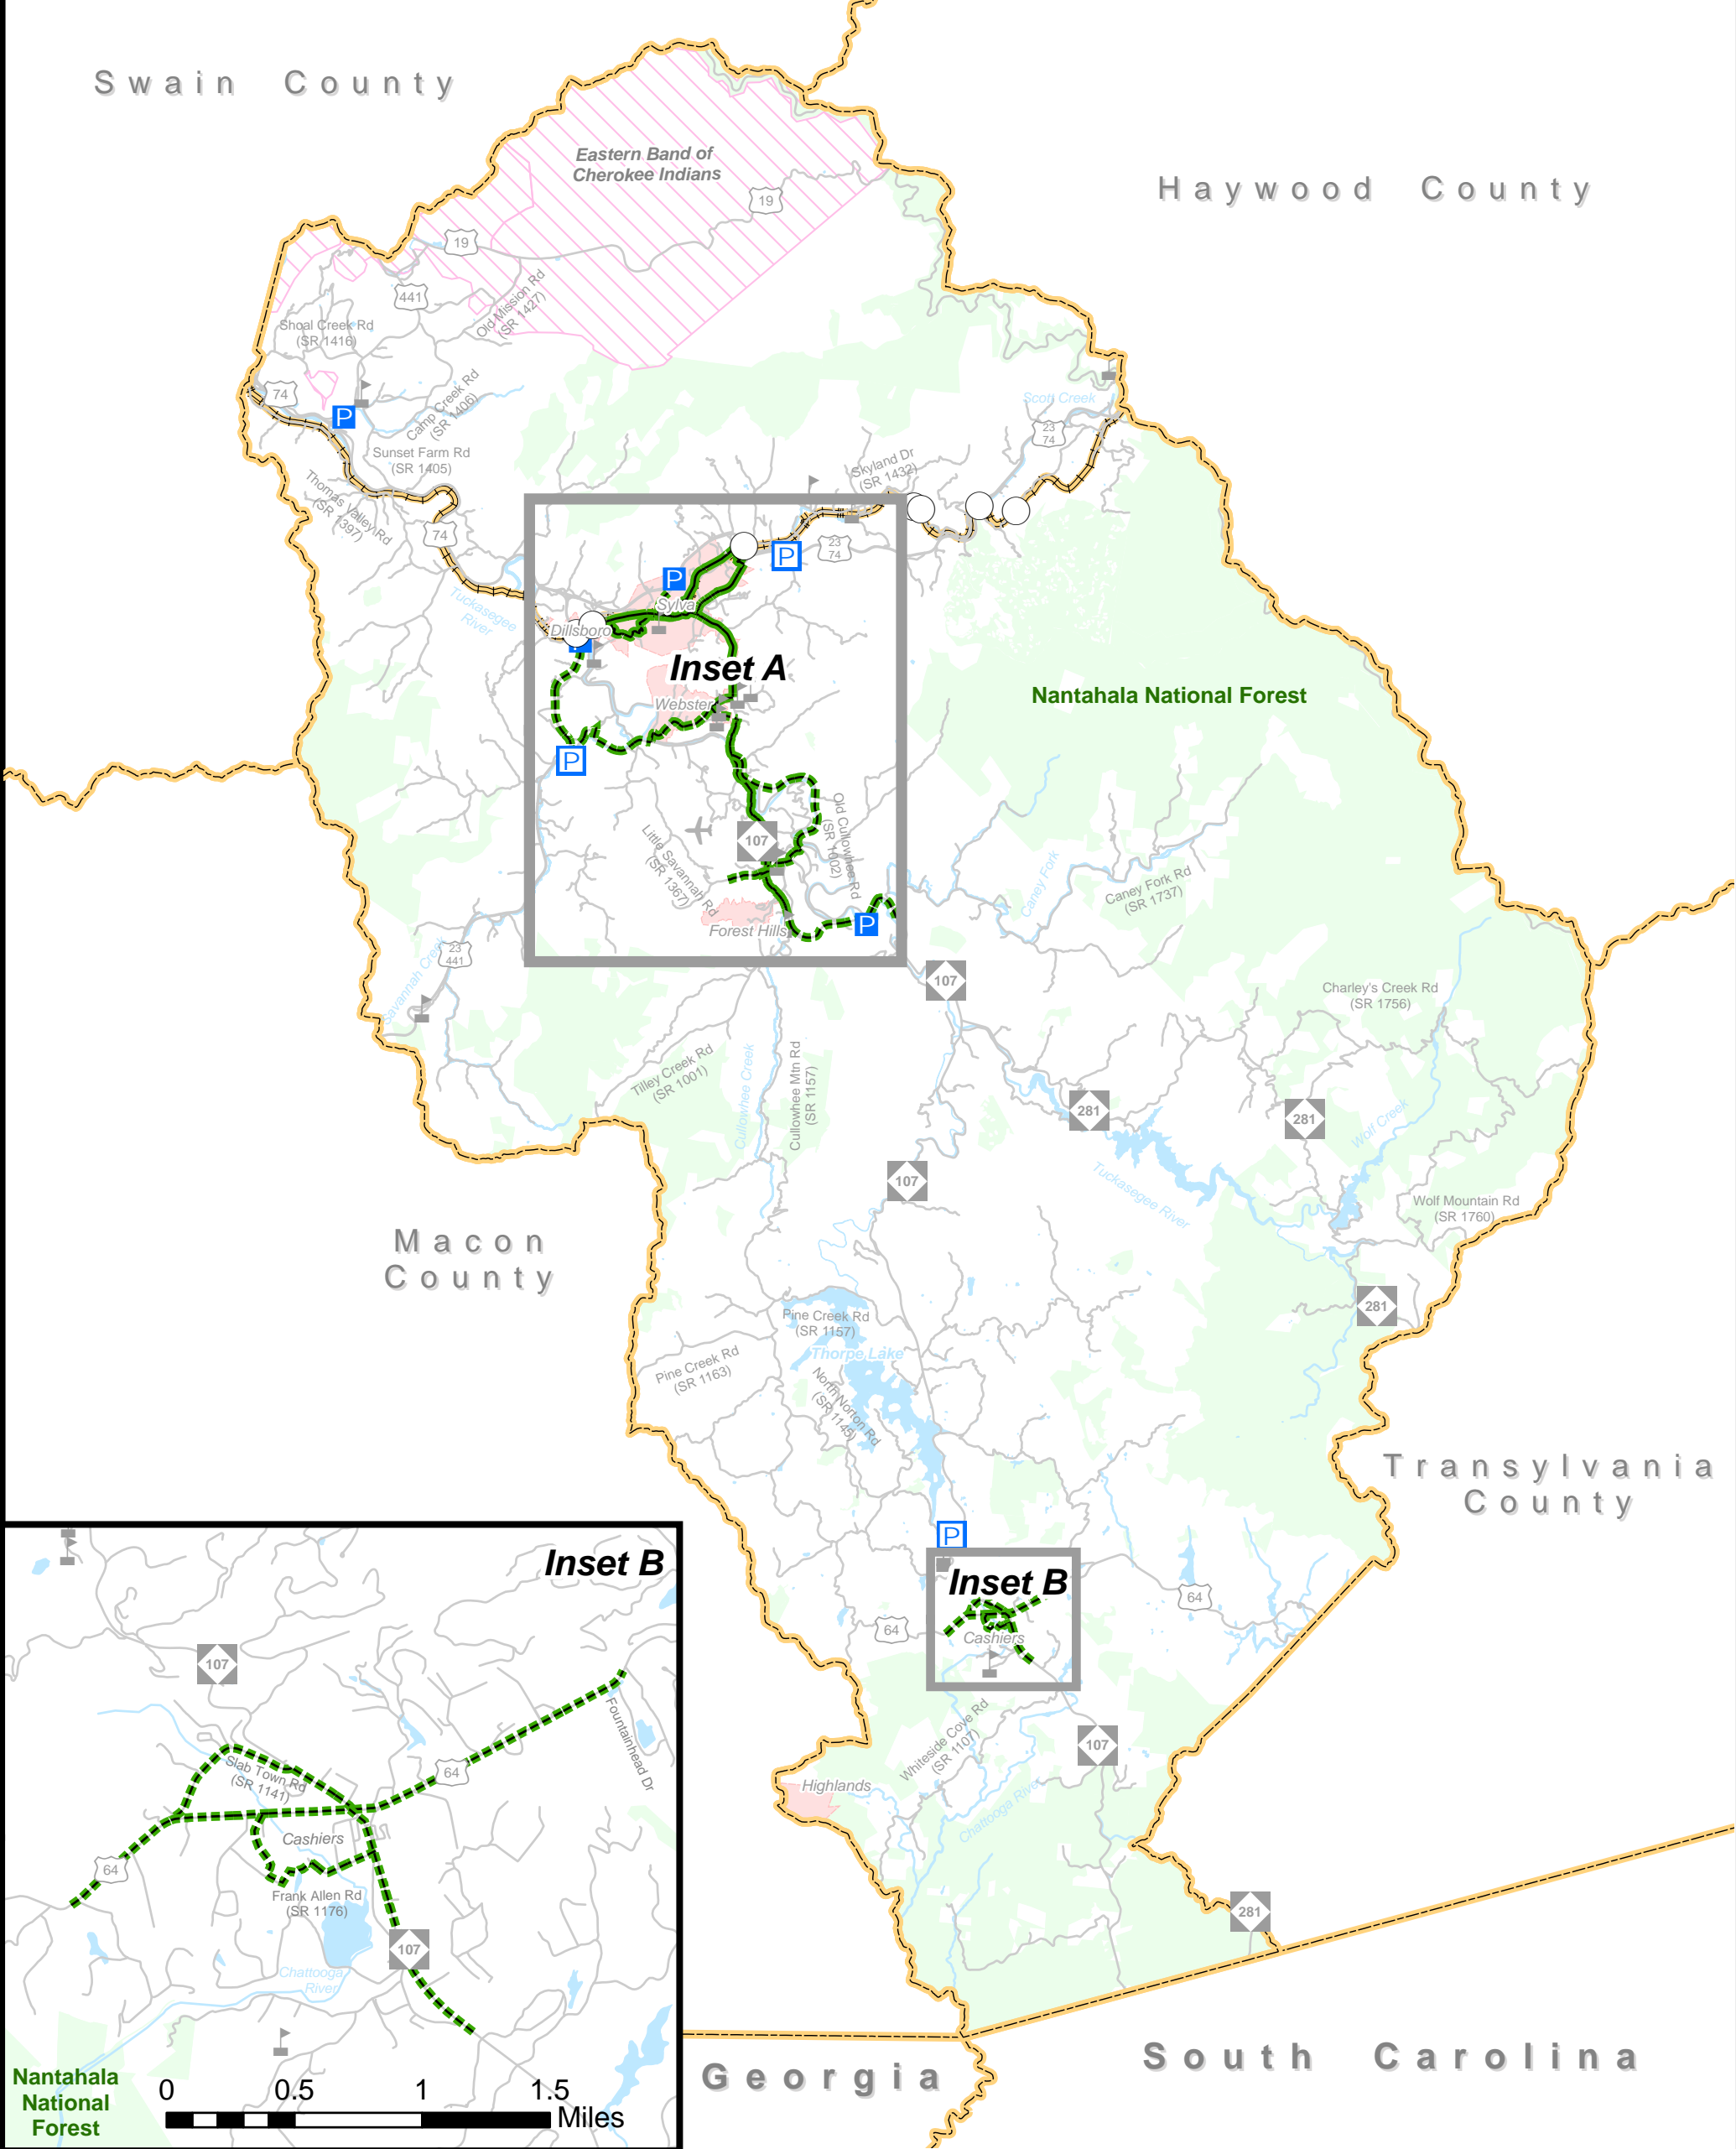 Swain County
Haywood County
Eastern Band of
Cherokee Indians
19
19
441
Old Mission Rd
(SR 1427)
Shoal Creek Rd
(SR 1416)
74
P
Camp Creek Rd
(SR 1406)
Scott Creek
23
74
Sunset Farm Rd
(SR 1405)
Skyland Dr
(SR 1432)
Thomas Valley Rd
(SR 1397)
74
23
74
P
P
Tuckasegee
River
Sylva
Dillsboro
Inset A
Nantahala National Forest
Webster
P
Old Cullowhee Rd
(SR 1002)
107
Little Savannah Rd
(SR 1367)
Caney Fork
Caney Fork Rd
(SR 1737)
P
Forest Hills
23
441
Savannah Creek
107
Charley's Creek Rd
(SR 1756)
Tilley Creek Rd
(SR 1001)
Cullowhee Creek
Cullowhee Mtn Rd
(SR 1157)
281
281
Wolf Creek
107
Tuckasegee River
Wolf Mountain Rd
(SR 1760)
Macon
County
281
Pine Creek Rd
(SR 1157)
Thorpe Lake
Pine Creek Rd
(SR 1163)
North Norton Rd
(SR 1145)
Transylvania
County
P
Inset B
64
64
Cashiers
Whiteside Cove Rd
(SR 1107)
107
Highlands
Chattooga River
281
Georgia
South Carolina
Inset B
107
Fountainhead Dr
Slab Town Rd
(SR 1141)
64
Cashiers
64
Frank Allen Rd
(SR 1176)
107
Chattooga
River
Nantahala
National
Forest
0 0.5 1 1.5
Miles